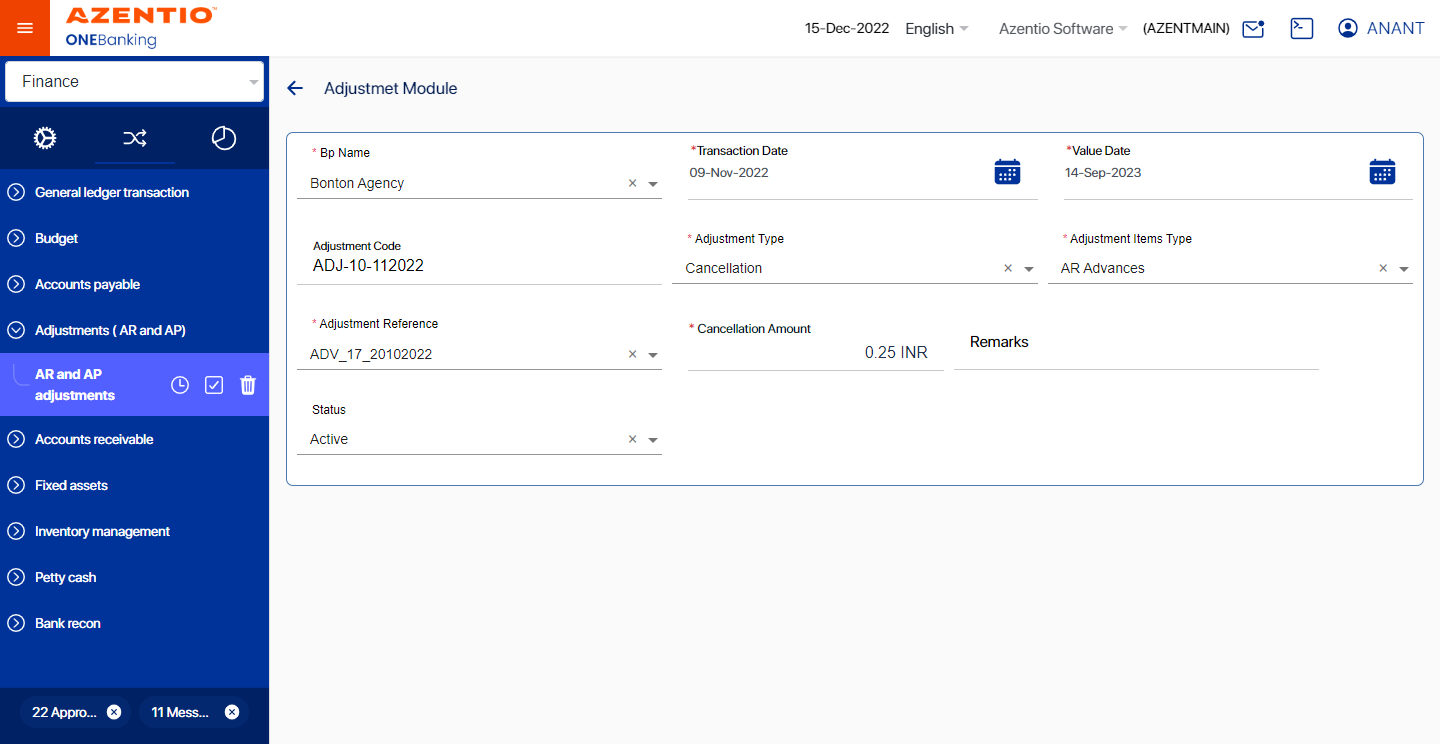 AZENTIO™
ONEBanking
15-Dec-2022 English Azentio Software (AZENTMAIN) ANANT
Finance
General ledger transaction
Budget
Accounts payable
Adjustments ( AR and AP)
AR and AP
adjustments
Accounts receivable
Fixed assets
Inventory management
Petty cash
Bank recon
22 Appro...
11 Mess...
Adjustmet Module
* Bp Name
Bonton Agency
*Transaction Date
09-Nov-2022
*Value Date
14-Sep-2023
Adjustment Code
ADJ-10-112022
* Adjustment Type
Cancellation
* Adjustment Items Type
AR Advances
* Adjustment Reference
ADV_17_20102022
* Cancellation Amount
0.25 INR
Remarks
Status
Active